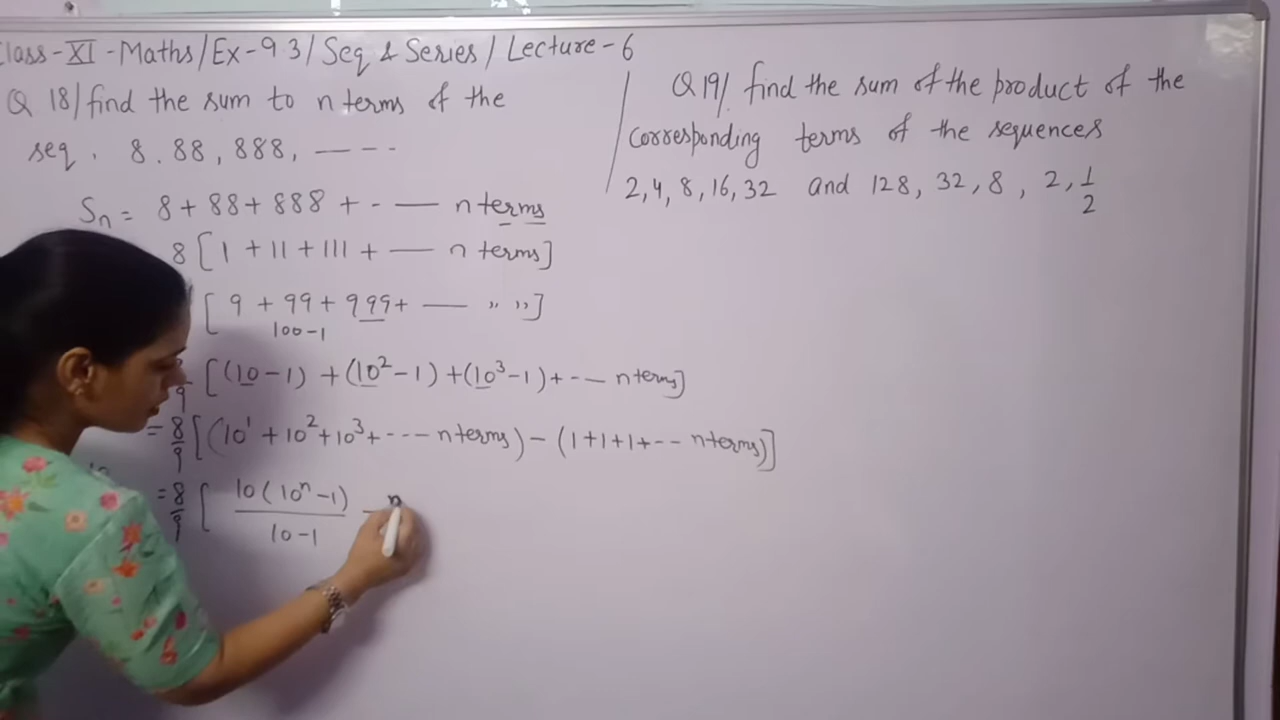 Class-XI-Maths/Ex-9.3/Seq & Series/Lecture-6
Q 18/ find the sum to n terms of the
seq. 8. 88, 888, — - -
Sn = 8 + 88 + 888 + - — n terms
8 [1 + 11 + 111 + — n terms]
[9 + 99 + 999 + — " "]
100-1
9 [(10-1) + (10² - 1) + (10³ - 1) + -- n terms]
= 8/9 [(10¹ + 10² + 10³ + - - - n terms) - (1+1+1+ -- n terms)]
= 8/9 [ 10(10ⁿ - 1)/10-1 - n
Q 19/ find the sum of the product of the
corresponding terms of the sequences
2, 4, 8, 16, 32 and 128, 32, 8, 2, 1/2